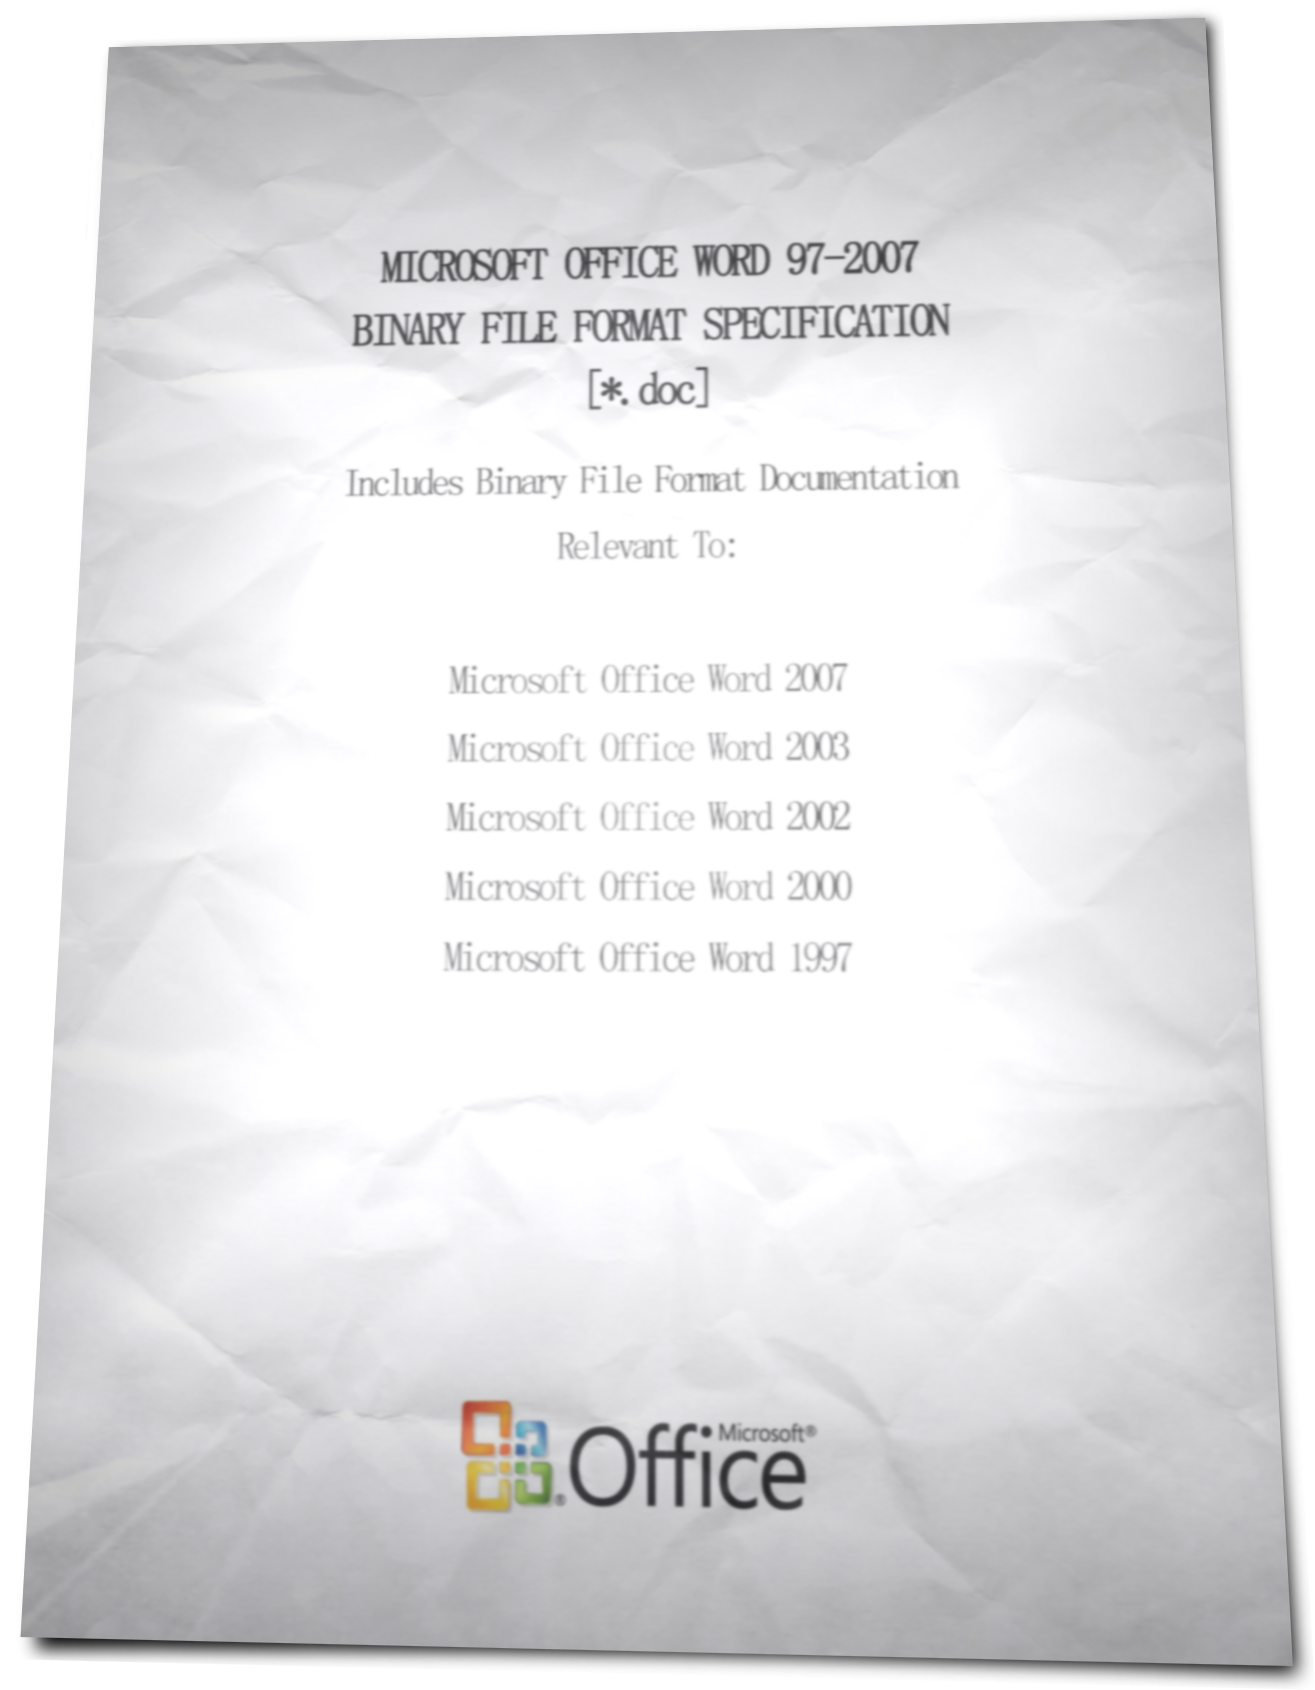 MICROSOFT OFFICE WORD 97-2007
BINARY FILE FORMAT SPECIFICATION
[*.doc]
Includes Binary File Format Documentation
Relevant To:
Microsoft Office Word 2007
Microsoft Office Word 2003
Microsoft Office Word 2002
Microsoft Office Word 2000
Microsoft Office Word 1997
Microsoft®
® Office